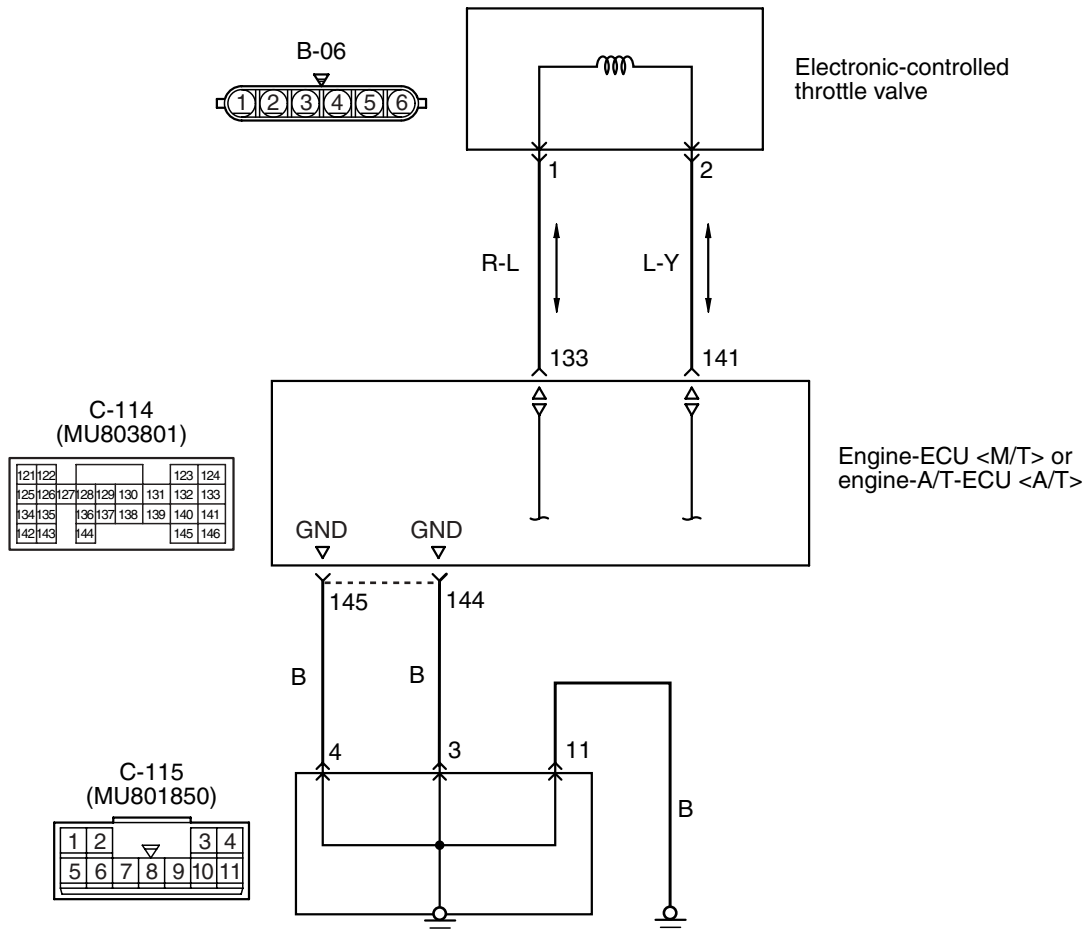 B-06
1 2 3 4 5 6
Electronic-controlled
throttle valve
1
2
R-L
L-Y
133
141
C-114
(MU803801)
121 122 123 124
125 126 127 128 129 130 131 132 133
134 135 136 137 138 139 140 141
142 143 144 145 146
Engine-ECU <M/T> or
engine-A/T-ECU <A/T>
GND
GND
145
144
B
B
4
3
11
C-115
(MU801850)
1 2 3 4
5 6 7 8 9 10 11
B